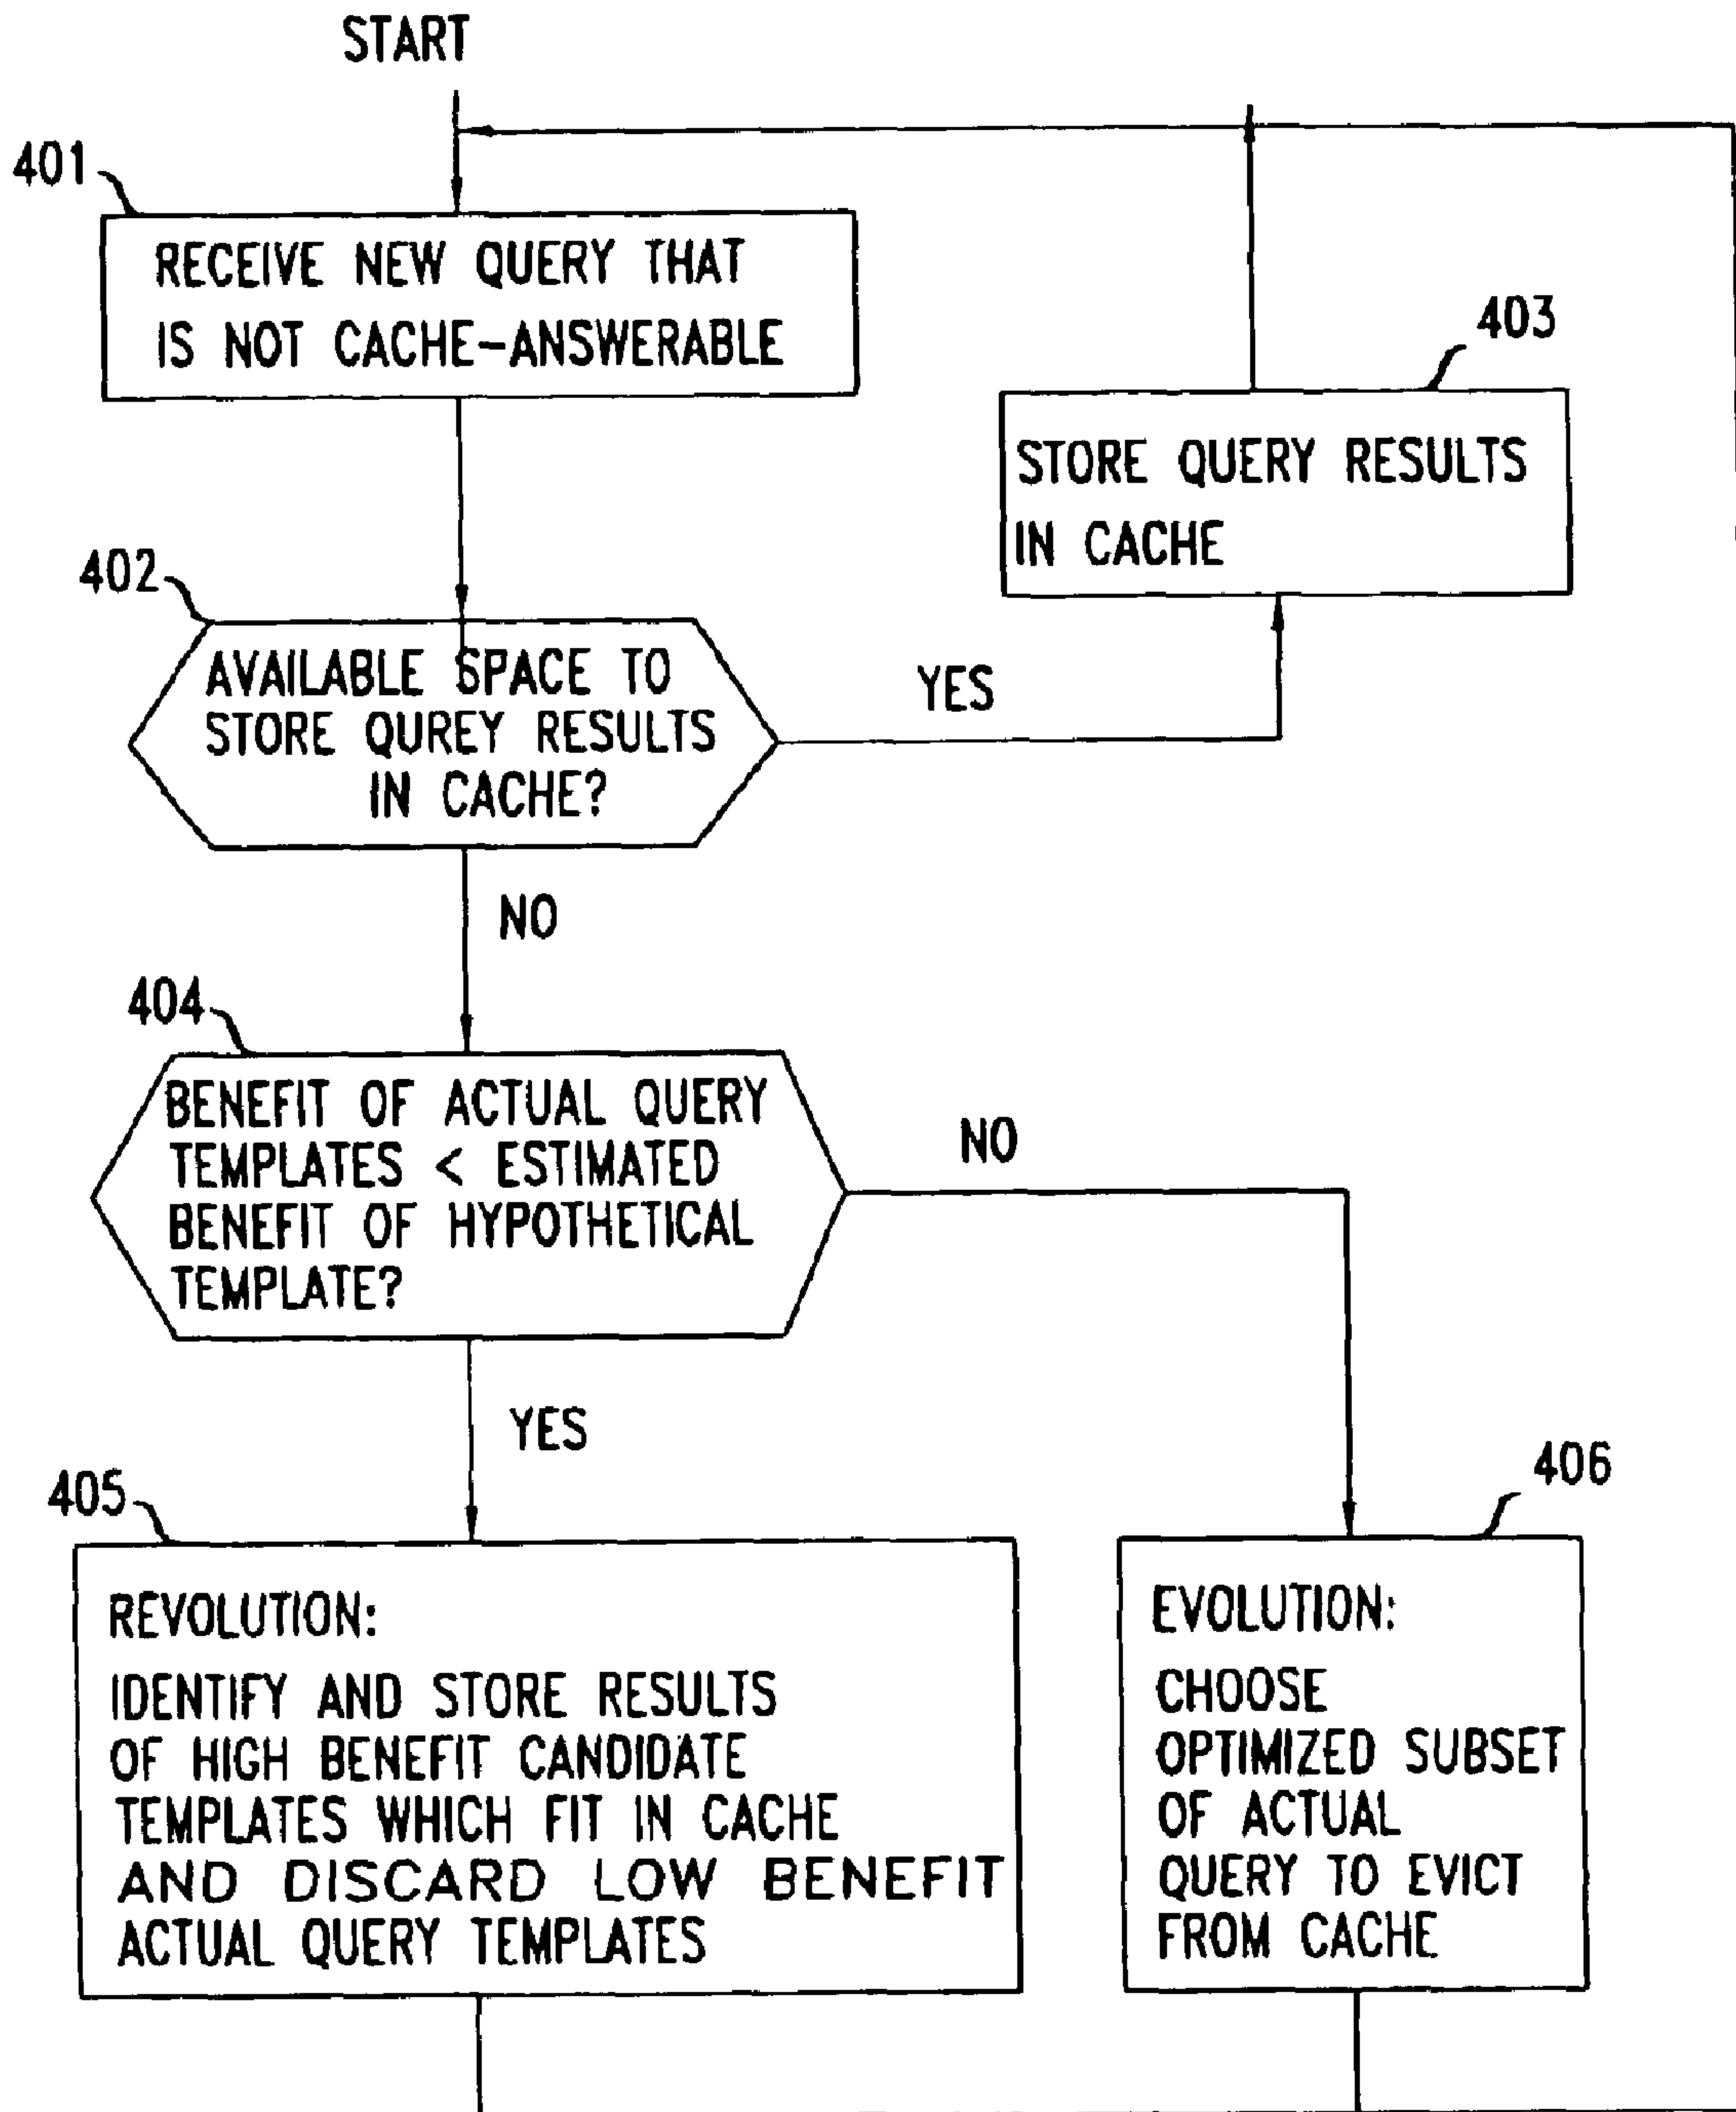 START
401
RECEIVE NEW QUERY THAT
IS NOT CACHE-ANSWERABLE
403
STORE QUERY RESULTS
IN CACHE
402
AVAILABLE SPACE TO
STORE QUREY RESULTS
IN CACHE?
YES
NO
404
BENEFIT OF ACTUAL QUERY
TEMPLATES < ESTIMATED
BENEFIT OF HYPOTHETICAL
TEMPLATE?
NO
YES
405
REVOLUTION:
IDENTIFY AND STORE RESULTS
OF HIGH BENEFIT CANDIDATE
TEMPLATES WHICH FIT IN CACHE
AND DISCARD LOW BENEFIT
ACTUAL QUERY TEMPLATES
406
EVOLUTION:
CHOOSE
OPTIMIZED SUBSET
OF ACTUAL
QUERY TO EVICT
FROM CACHE